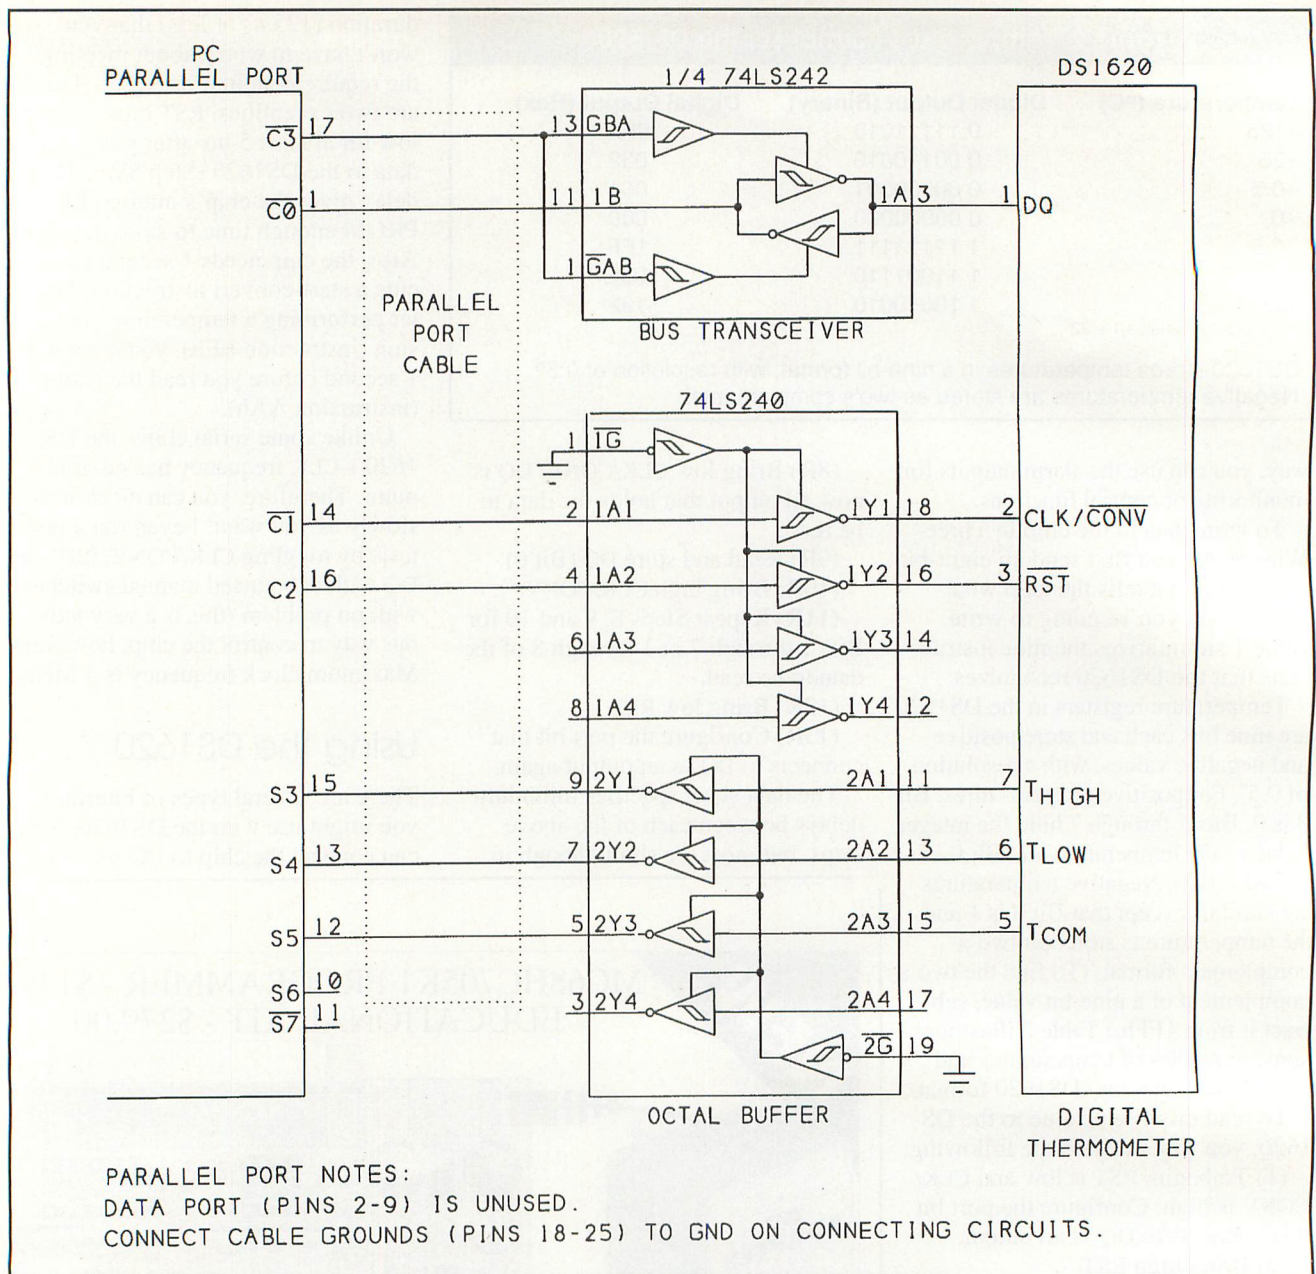 PC
PARALLEL PORT
1/4 74LS242
DS1620
C3 17
13 GBA
C0 1
11 1B
1A 3
1 DQ
1 GAB
BUS TRANSCEIVER
PARALLEL
PORT
CABLE
74LS240
1 1G
C1 14
2 1A1
1Y1 18
2 CLK/CONV
C2 16
4 1A2
1Y2 16
3 RST
6 1A3
1Y3 14
8 1A4
1Y4 12
S3 15
9 2Y1
2A1 11
7 THIGH
S4 13
7 2Y2
2A2 13
6 TLOW
S5 12
5 2Y3
2A3 15
5 TCOM
S6 10
S7 11
3 2Y4
2A4 17
2G 19
OCTAL BUFFER
DIGITAL
THERMOMETER
PARALLEL PORT NOTES:
DATA PORT (PINS 2-9) IS UNUSED.
CONNECT CABLE GROUNDS (PINS 18-25) TO GND ON CONNECTING CIRCUITS.